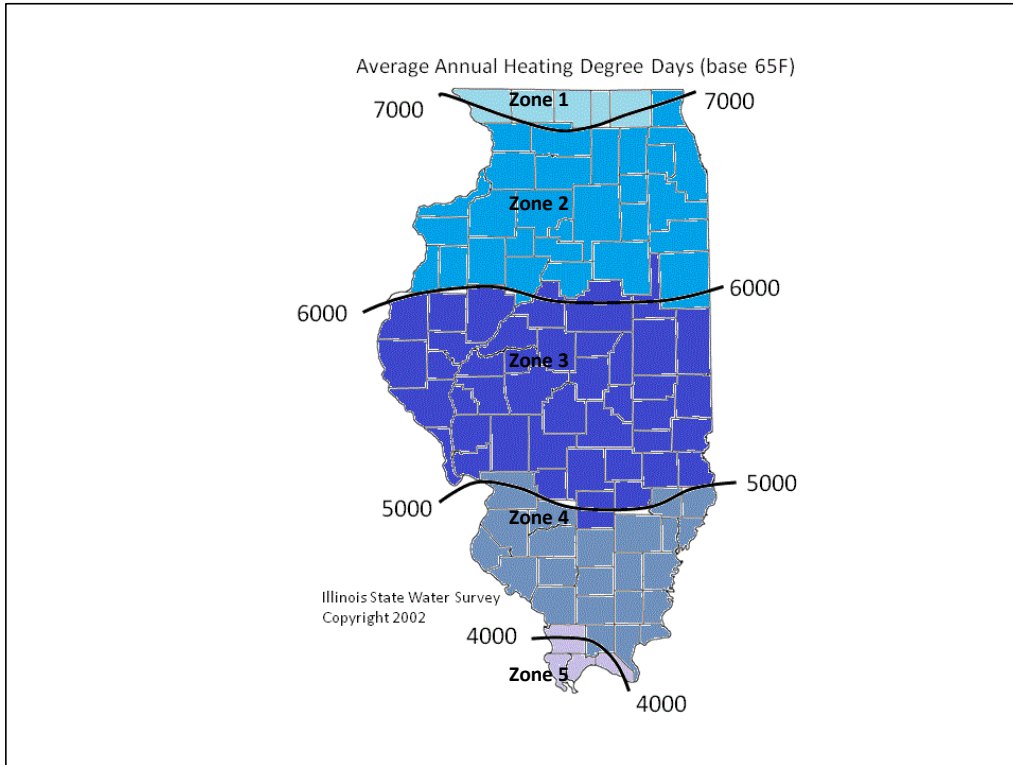 Average Annual Heating Degree Days (base 65F)
7000
Zone 1
7000
Zone 2
6000
6000
Zone 3
5000
5000
Zone 4
Illinois State Water Survey
Copyright 2002
4000
Zone 5
4000